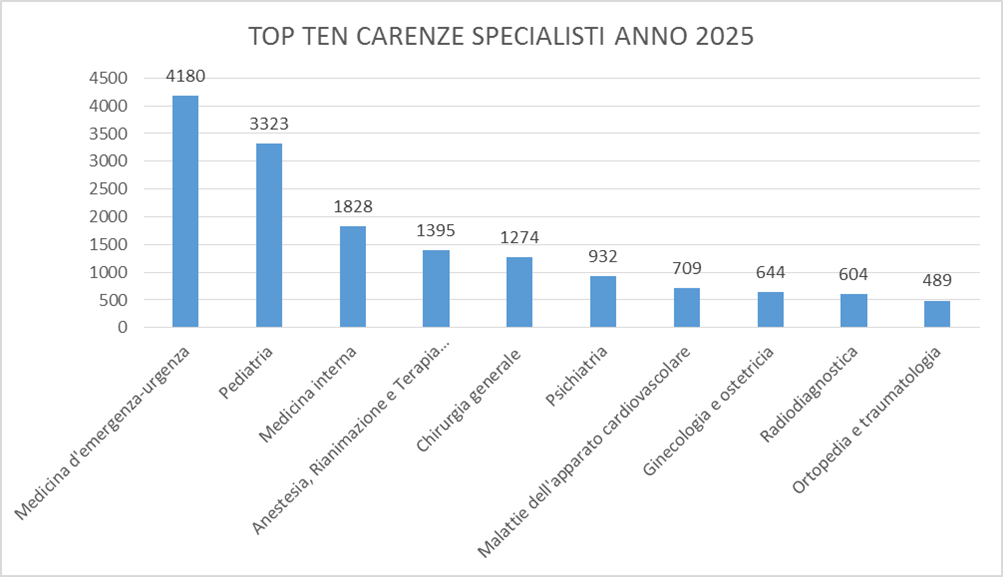 TOP TEN CARENZE SPECIALISTI ANNO 2025
4500
4000
3500
3000
2500
2000
1500
1000
500
0
4180
3323
1828
1395
1274
932
709
644
604
489
Medicina d'emergenza-urgenza
Pediatria
Medicina interna
Anestesia, Rianimazione e Terapia...
Chirurgia generale
Psichiatria
Malattie dell'apparato cardiovascolare
Ginecologia e ostetricia
Radiodiagnostica
Ortopedia e traumatologia